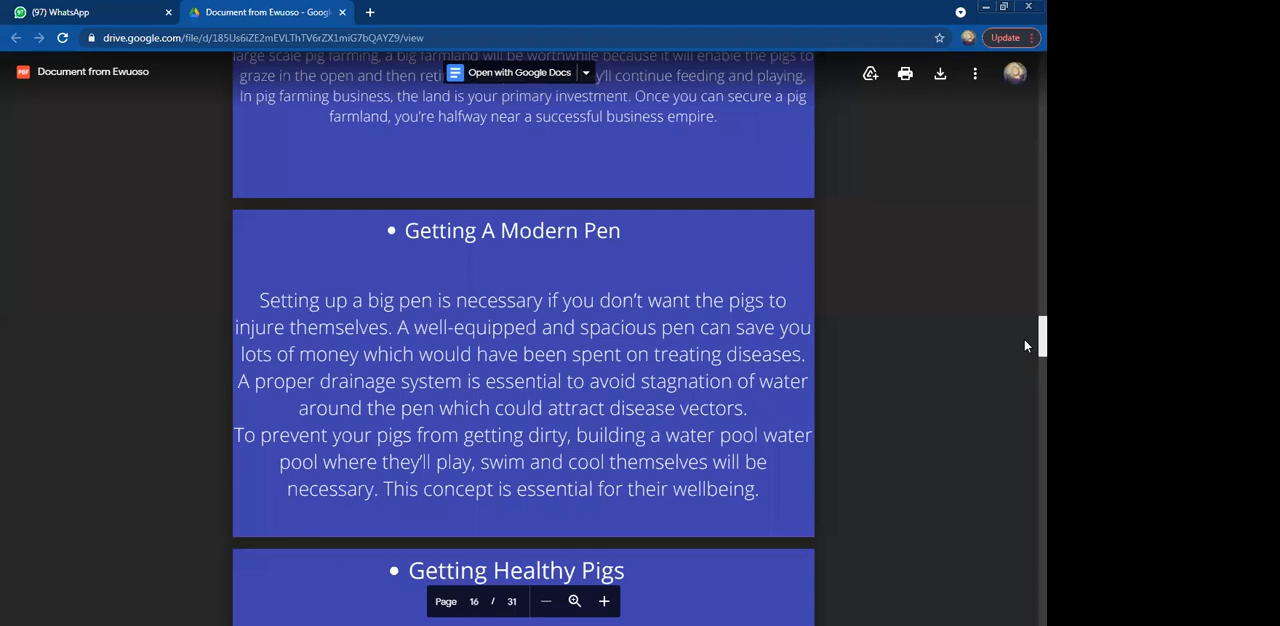 (97) WhatsApp
Document from Ewuoso - Googl
drive.google.com/file/d/185Us6iZE2mEVLThTV6rZX1miG7bQAYZ9/view
Update
PDF
Document from Ewuoso
Open with Google Docs
large scale pig farming, a big farmland will be worthwhile because it will enable the pigs to
graze in the open and then reti y'll continue feeding and playing.
In pig farming business, the land is your primary investment. Once you can secure a pig
farmland, you're halfway near a successful business empire.
• Getting A Modern Pen
Setting up a big pen is necessary if you don't want the pigs to
injure themselves. A well-equipped and spacious pen can save you
lots of money which would have been spent on treating diseases.
A proper drainage system is essential to avoid stagnation of water
around the pen which could attract disease vectors.
To prevent your pigs from getting dirty, building a water pool water
pool where they'll play, swim and cool themselves will be
necessary. This concept is essential for their wellbeing.
• Getting Healthy Pigs
Page 16 / 31